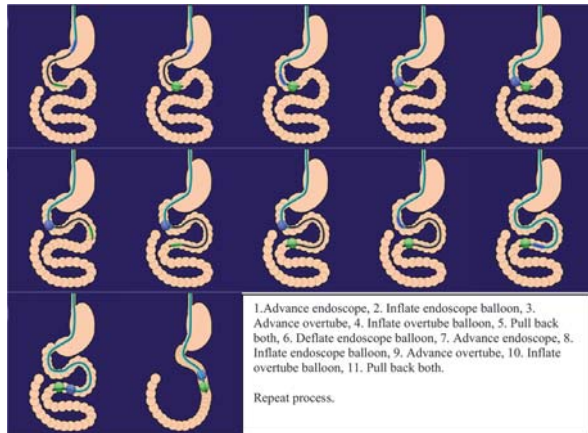 1.Advance endoscope, 2. Inflate endoscope balloon, 3.
Advance overtube, 4. Inflate overtube balloon, 5. Pull back
both, 6. Deflate endoscope balloon, 7. Advance endoscope, 8.
Inflate endoscope balloon, 9. Advance overtube, 10. Inflate
overtube balloon, 11. Pull back both.
Repeat process.